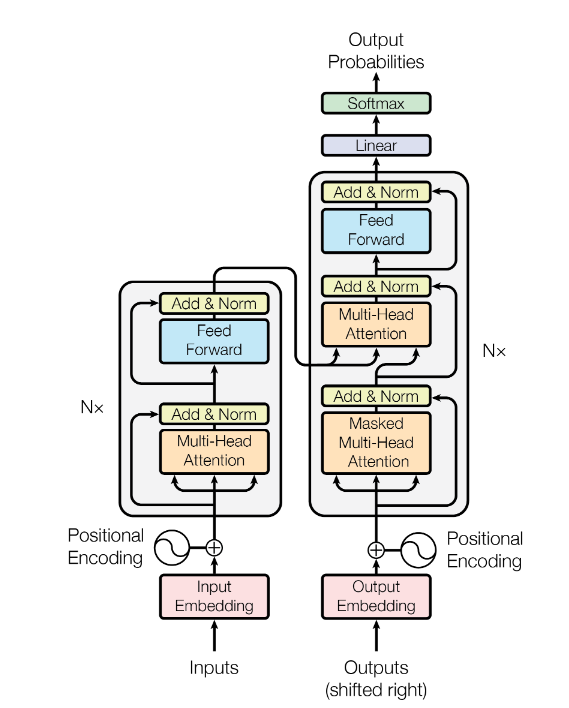 Output
Probabilities
Softmax
Linear
Add & Norm
Feed
Forward
Add & Norm
Multi-Head
Attention
Add & Norm
Masked
Multi-Head
Attention
Nx
Add & Norm
Feed
Forward
Add & Norm
Multi-Head
Attention
Nx
Positional
Encoding
Positional
Encoding
Input
Embedding
Output
Embedding
Inputs
Outputs
(shifted right)